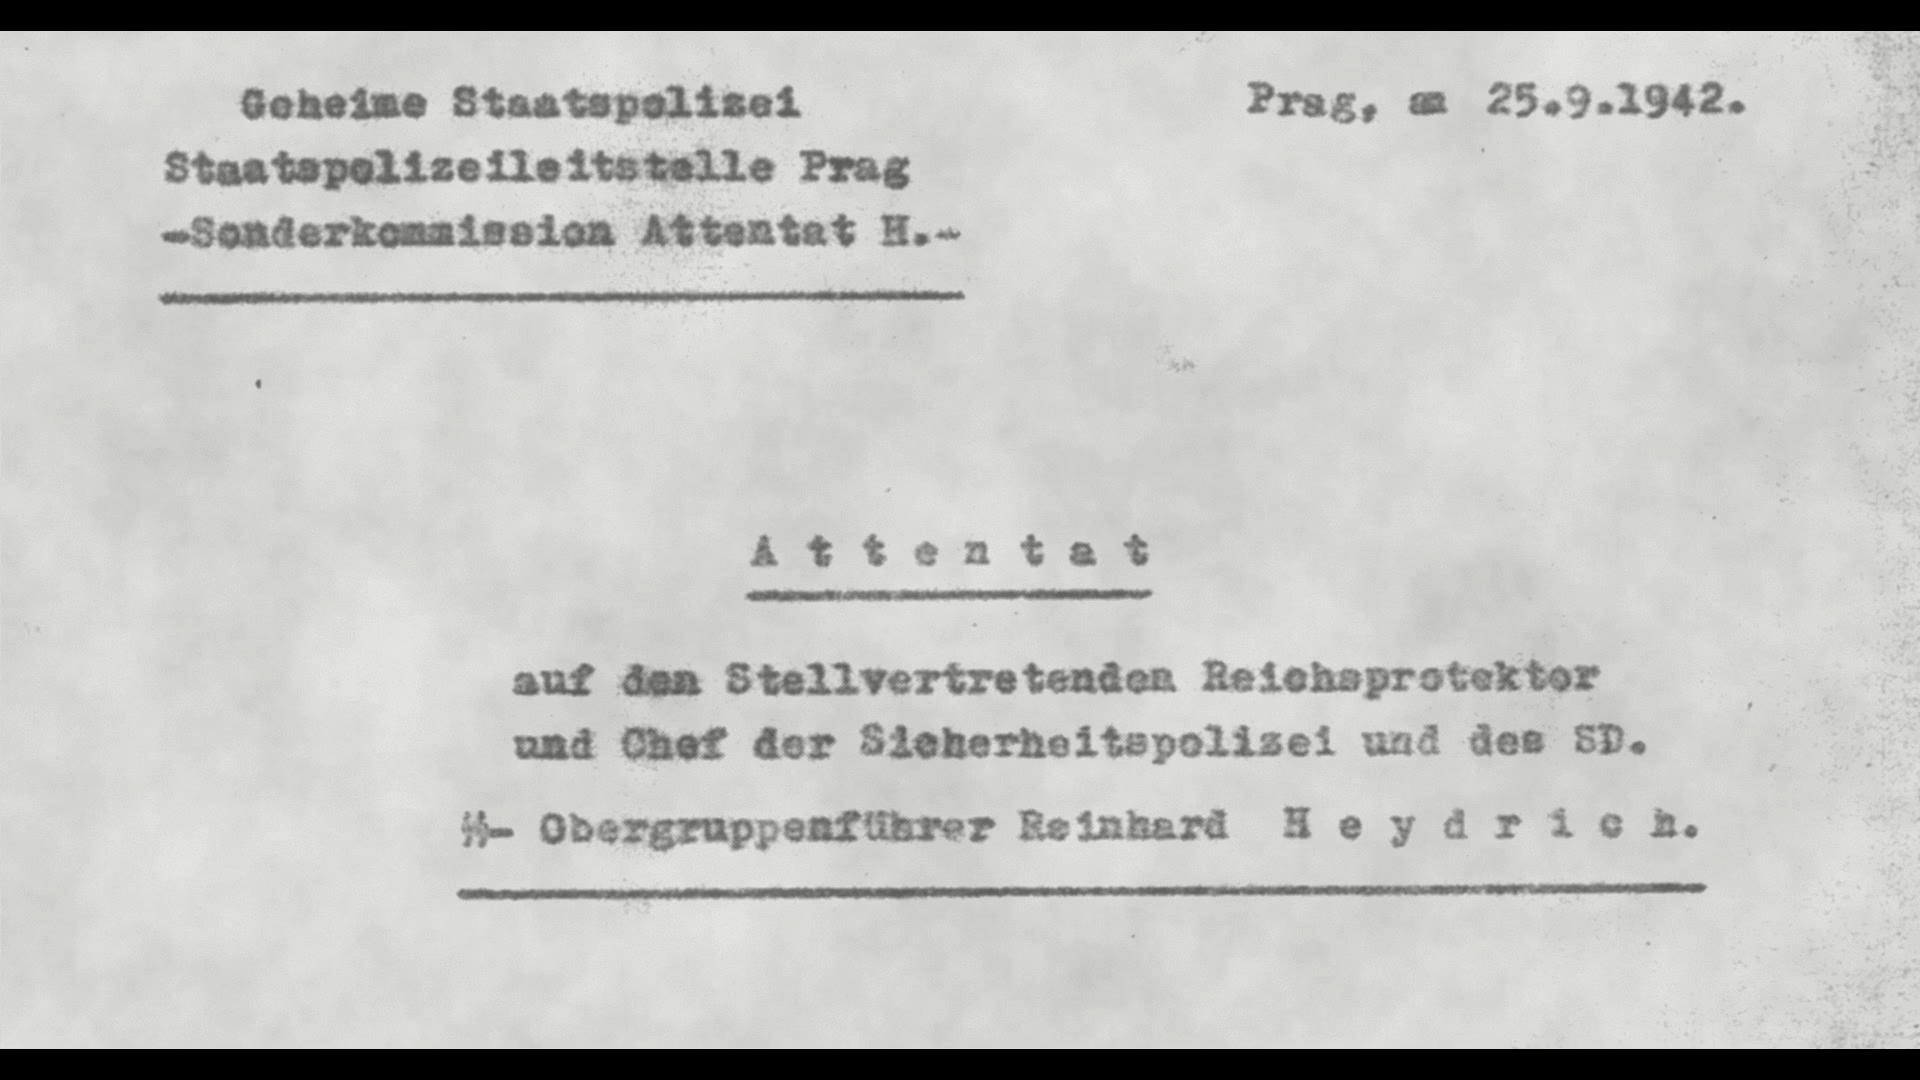 Geheime Staatspolizei
Prag, am 25.9.1942.
Staatspolizeileitstelle Prag
-Sonderkommission Attentat H.-
A t t e n t a t
auf den Stellvertretenden Reichsprotektor
und Chef der Sicherheitspolizei und des SD.
SS- Obergruppenführer Reinhard H e y d r i c h.